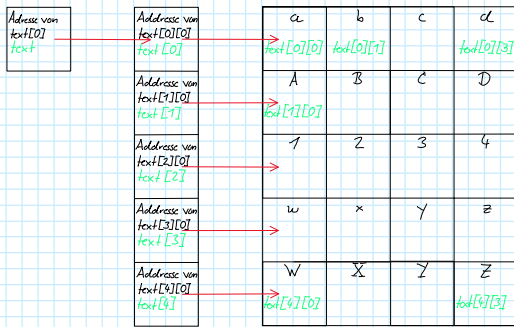 Adresse von
text[0]
text
Addresse von
text[0][0]
text[0]
a b c d
text[0][0] text[0][1] text[0][3]
Addresse von
text[1][0]
text[1]
A B C D
text[1][0]
Addresse von
text[2][0]
text[2]
1 2 3 4
Addresse von
text[3][0]
text[3]
w x y z
Addresse von
text[4][0]
text[4]
W X Y Z
text[4][0] text[4][3]